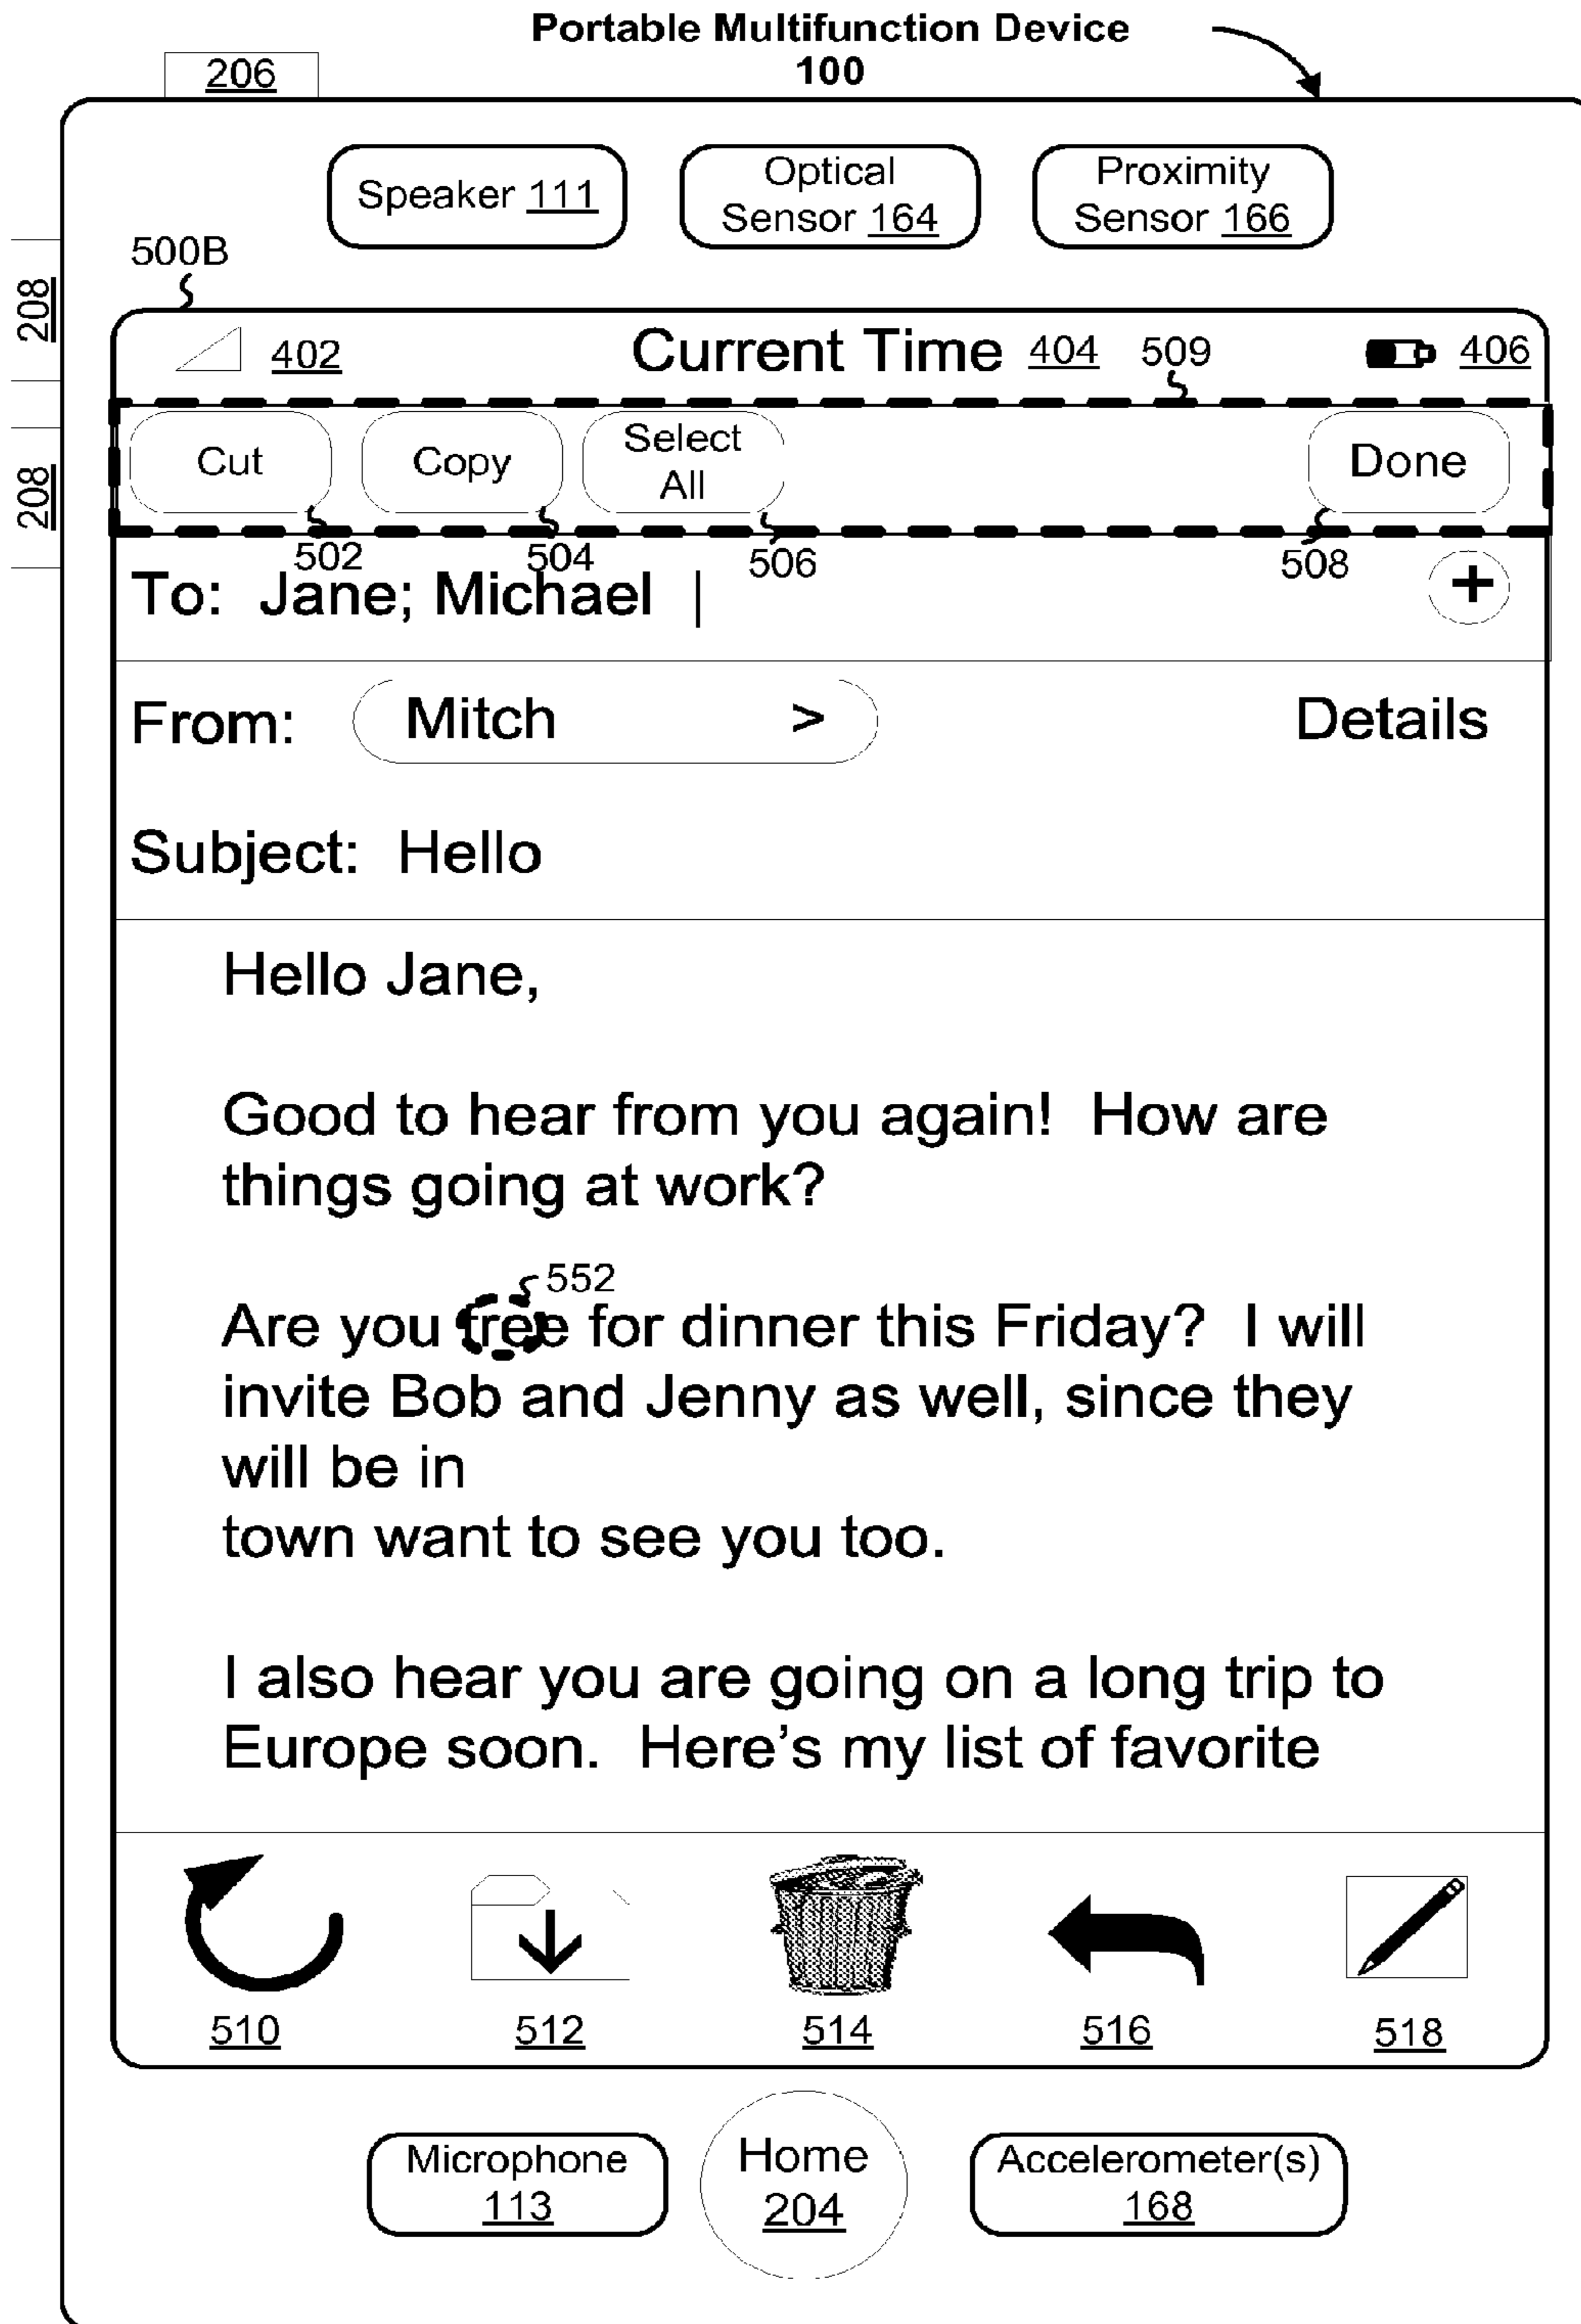 Portable Multifunction Device
100
206
Speaker 111
Optical
Sensor 164
Proximity
Sensor 166
500B
208
208
402
Current Time 404
509
406
Cut
Copy
Select
All
Done
502
504
506
508
To: Jane; Michael |
+
From: Mitch >
Details
Subject: Hello
Hello Jane,
Good to hear from you again! How are
things going at work?
552
Are you free for dinner this Friday? I will
invite Bob and Jenny as well, since they
will be in
town want to see you too.
I also hear you are going on a long trip to
Europe soon. Here's my list of favorite
510
512
514
516
518
Microphone
113
Home
204
Accelerometer(s)
168